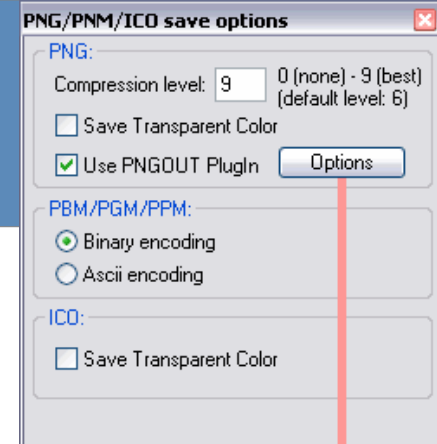 PNG/PNM/ICO save options
PNG:
Compression level: 9 0 (none) - 9 (best)
(default level: 6)
Save Transparent Color
Use PNGOUT PlugIn Options
PBM/PGM/PPM:
Binary encoding
Ascii encoding
ICO:
Save Transparent Color